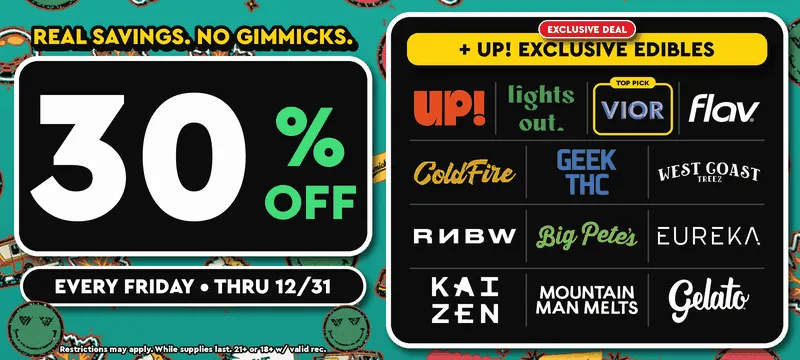 REAL SAVINGS. NO GIMMICKS.
30% OFF
EVERY FRIDAY • THRU 12/31
Restrictions may apply. While supplies last. 21+ or 18+ w/ valid rec.
EXCLUSIVE DEAL
+ UP! EXCLUSIVE EDIBLES
UP!
lights
out.
TOP PICK
VIOR
flav
ColdFire
GEEK
THC
WEST COAST
TREEZ
RNBW
Big Pete's
EUREKA
KAI
ZEN
MOUNTAIN
MAN MELTS
Gelato